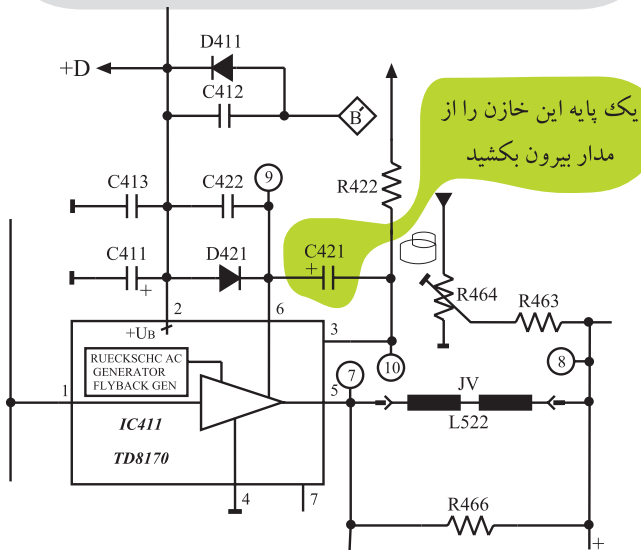 D411
+D
C412
B'
یک پایه این خازن را از
مدار بیرون بکشید
9
R422
C413
C422
C411
+
D421
C421
+
R464
R463
2
6
+UB
3
RUECKSCHC AC
GENERATOR
FLYBACK GEN
10
7
8
1
5
JV
IC411
L522
TD8170
4
7
R466
+